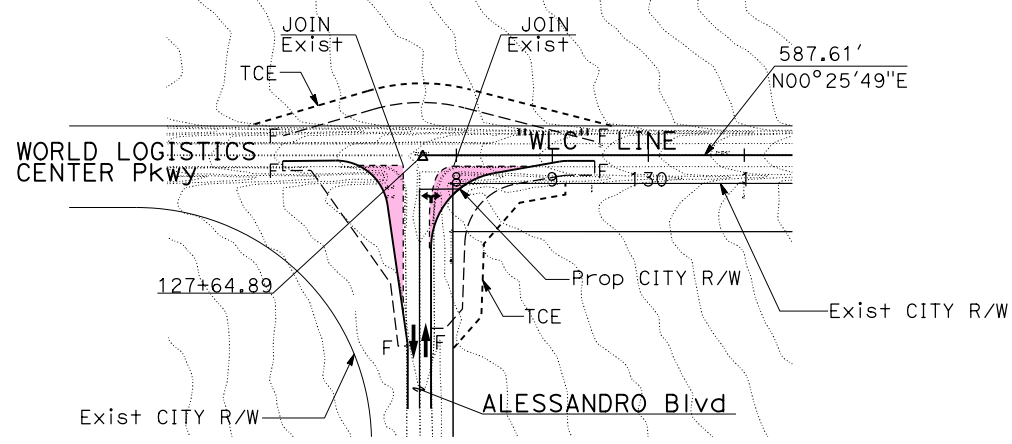 JOIN
Exist
JOIN
Exist
587.61'
N00°25'49"E
TCE
F
"WLC" LINE
F
WORLD LOGISTICS
CENTER Pkwy
F
F
8
9
130
1
127+64.89
Prop CITY R/W
TCE
Exist CITY R/W
F
F
Exist CITY R/W
ALESSANDRO Blvd